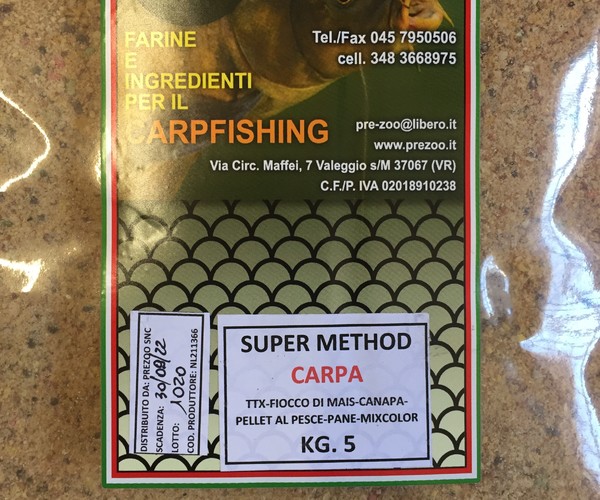 FARINE
E
INGREDIENTI
PER IL
CARPFISHING
Tel./Fax 045 7950506
cell. 348 3668975
pre-zoo@libero.it
www.prezoo.it
Via Circ. Maffei, 7 Valeggio s/M 37067 (VR)
C.F./P. IVA 02018910238
DISTRIBUITO DA: PREZOO SNC
SCADENZA: 30/09/22
LOTTO: 1020
COD. PRODUTTORE: NL211366
SUPER METHOD
CARPA
TTX-FIOCCO DI MAIS-CANAPA-
PELLET AL PESCE-PANE-MIXCOLOR
KG. 5